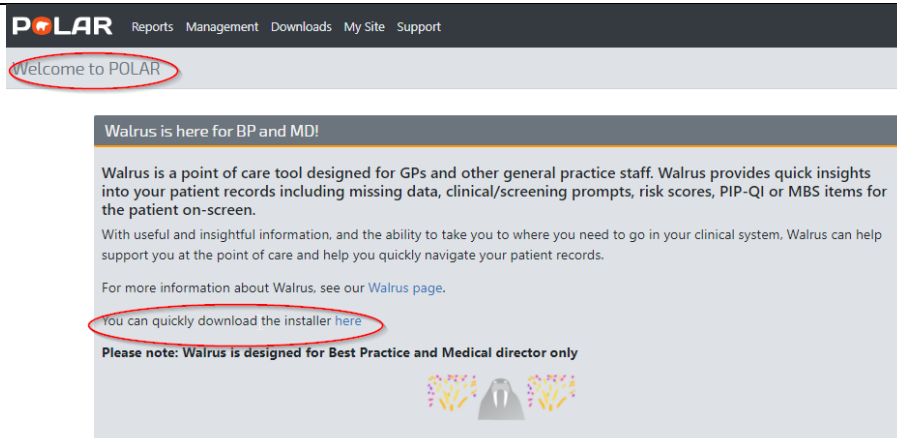 POLAR Reports Management Downloads My Site Support
Welcome to POLAR
Walrus is here for BP and MD!
Walrus is a point of care tool designed for GPs and other general practice staff. Walrus provides quick insights
into your patient records including missing data, clinical/screening prompts, risk scores, PIP-QI or MBS items for
the patient on-screen.
With useful and insightful information, and the ability to take you to where you need to go in your clinical system, Walrus can help
support you at the point of care and help you quickly navigate your patient records.
For more information about Walrus, see our Walrus page.
You can quickly download the installer here
Please note: Walrus is designed for Best Practice and Medical director only